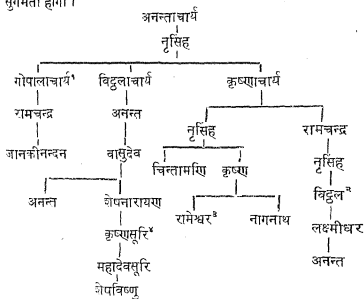 सुगमता होगी ।
अनन्ताचार्य
नृसिंह
गोपालाचार्य¹ विट्ठलाचार्य कृष्णाचार्य
रामचन्द्र अनन्त नृसिंह रामचन्द्र
जानकीनन्दन वासुदेव चिन्तामणि कृष्ण नृसिंह
अनन्त शेषनारायण रामेश्वर³ नागनाथ विट्ठल²
कृष्णसूरि⁴ लक्ष्मीधर
महादेवसूरि अनन्त
शेषविष्णु